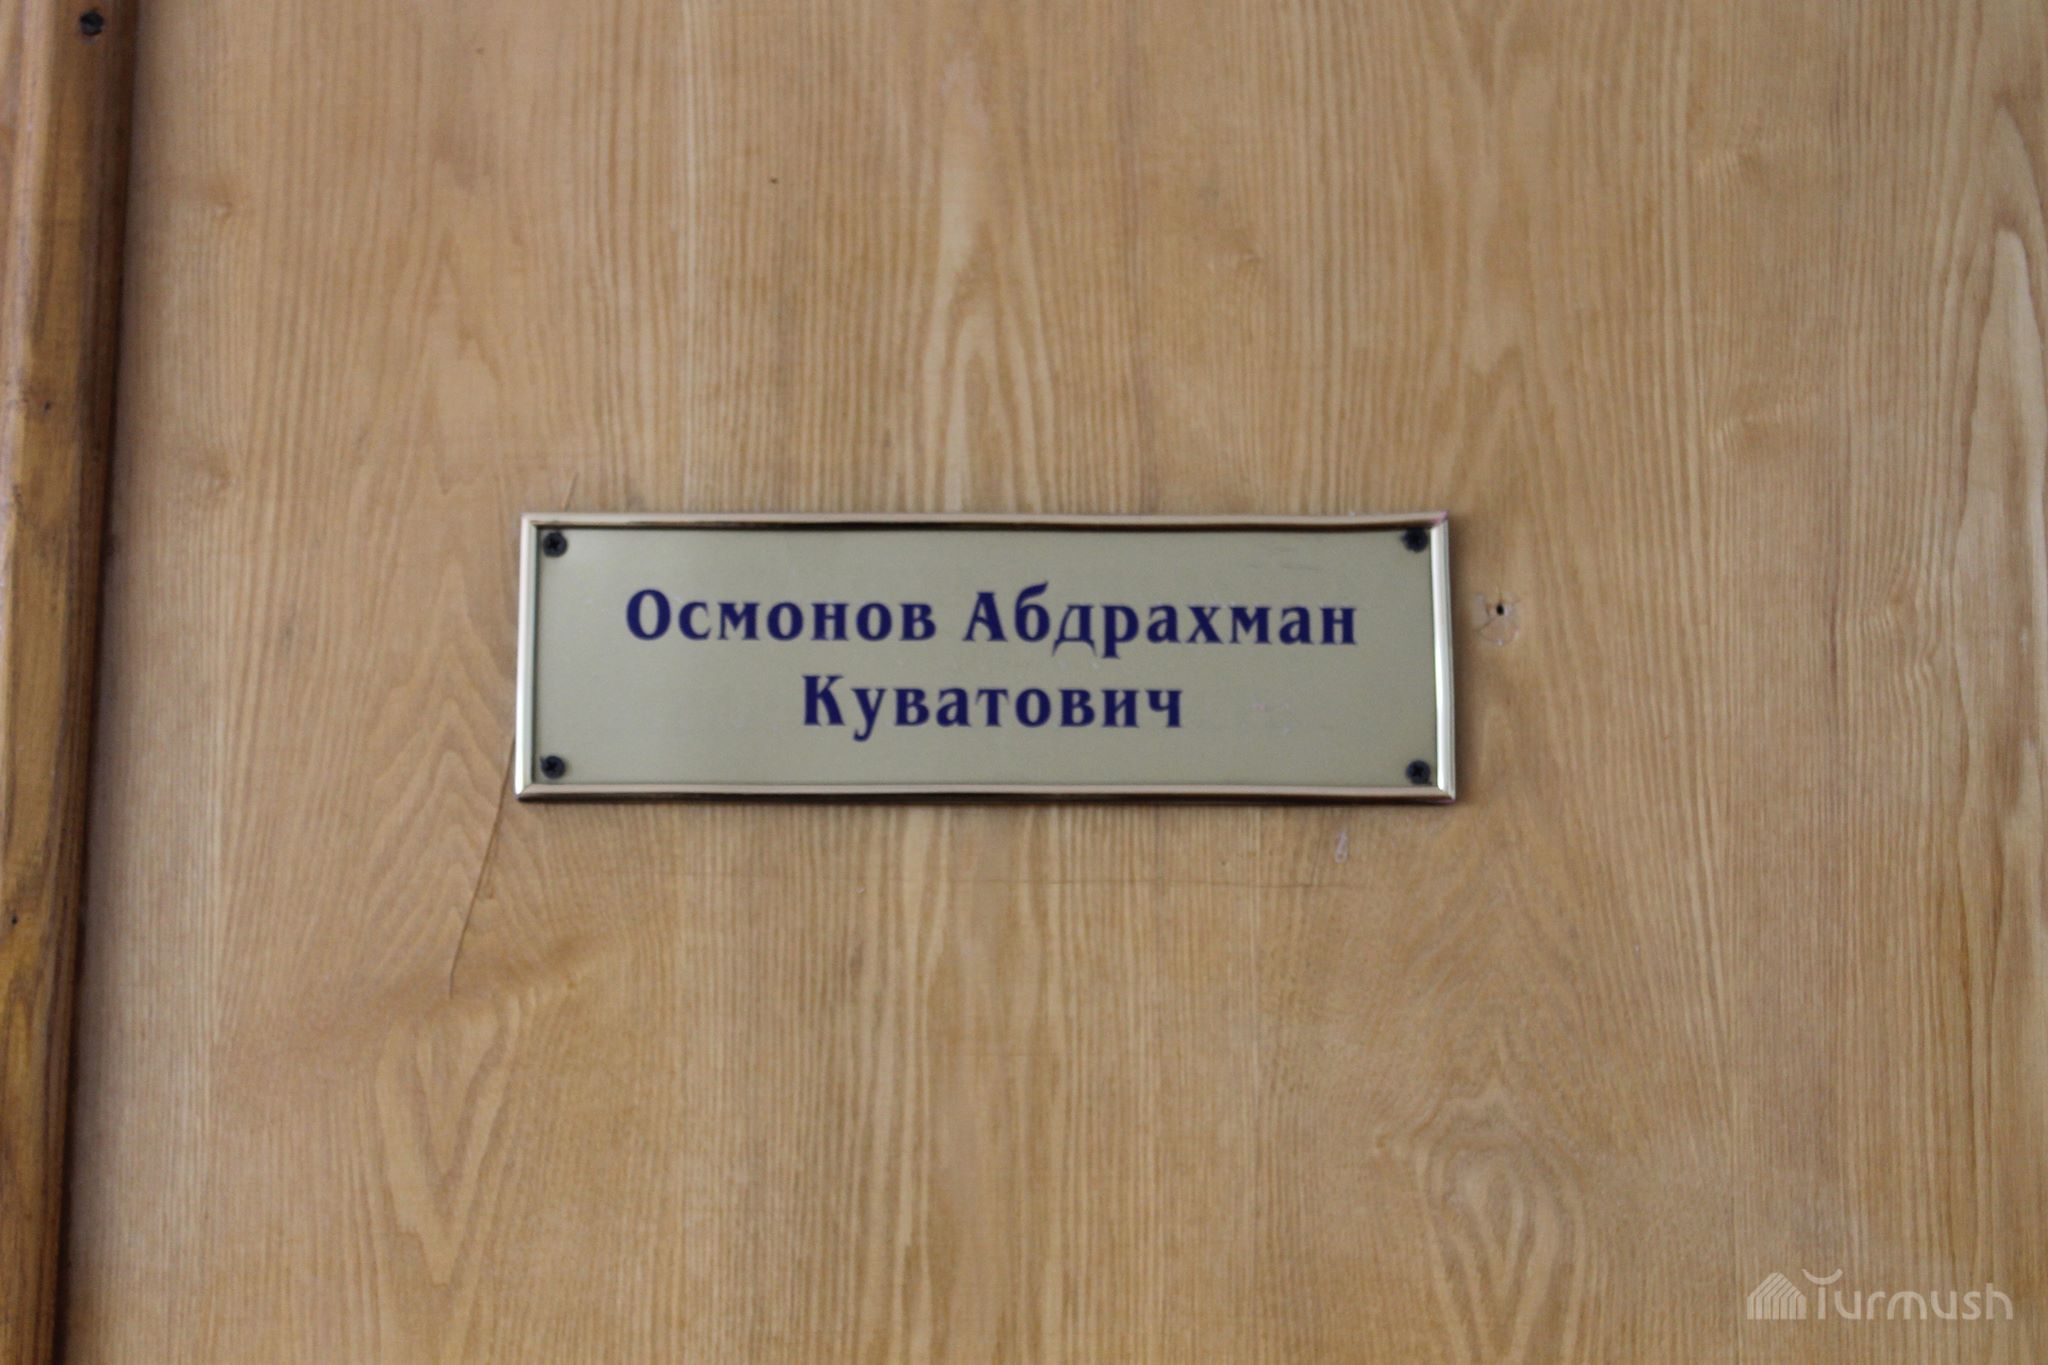 Осмонов Абдрахман
Куватович
Turmush